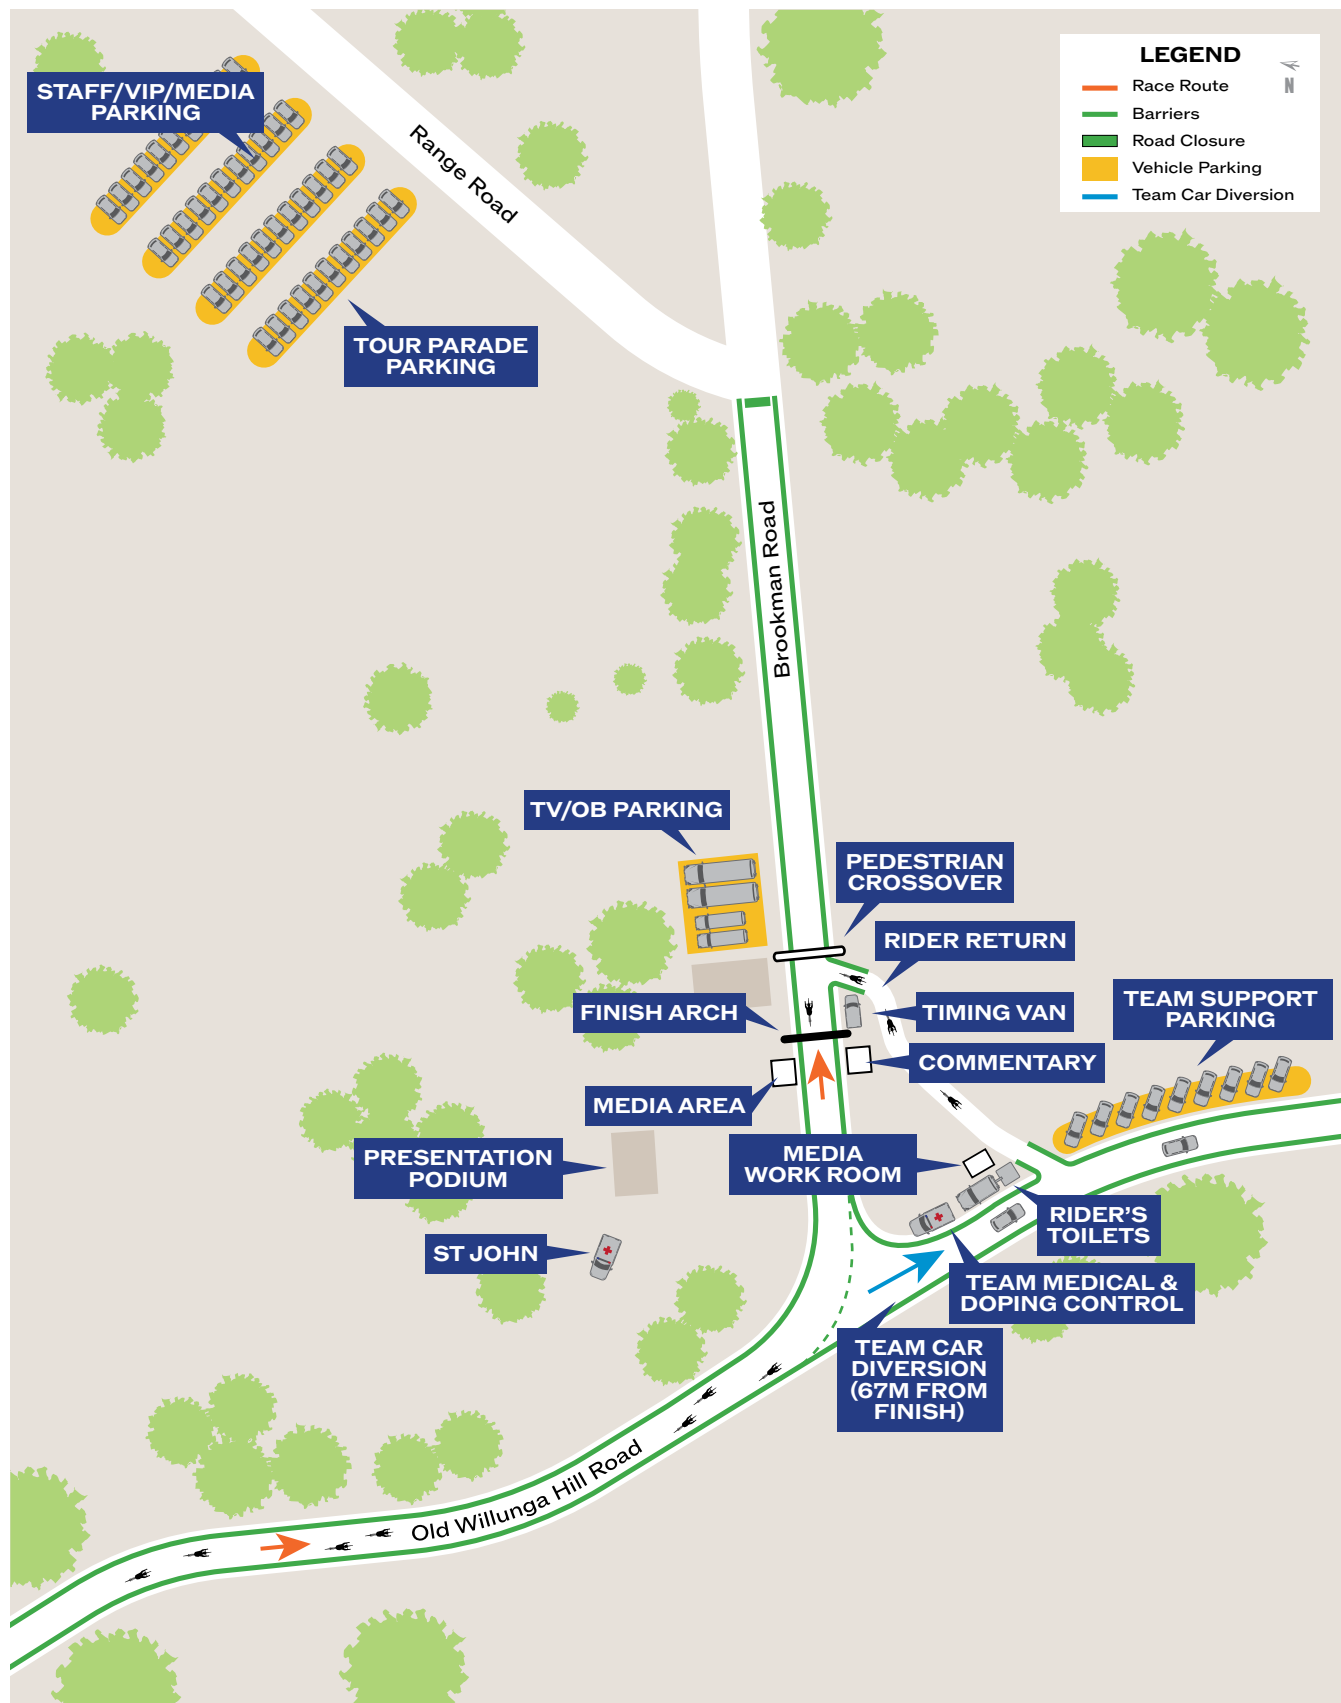 LEGEND
N
Race Route
Barriers
Road Closure
Vehicle Parking
Team Car Diversion
STAFF/VIP/MEDIA
PARKING
Range Road
TOUR PARADE
PARKING
Brookman Road
TV/OB PARKING
PEDESTRIAN
CROSSOVER
RIDER RETURN
FINISH ARCH
TIMING VAN
TEAM SUPPORT
PARKING
COMMENTARY
MEDIA AREA
PRESENTATION
PODIUM
MEDIA
WORK ROOM
RIDER'S
TOILETS
ST JOHN
TEAM MEDICAL &
DOPING CONTROL
TEAM CAR
DIVERSION
(67M FROM
FINISH)
Old Willunga Hill Road